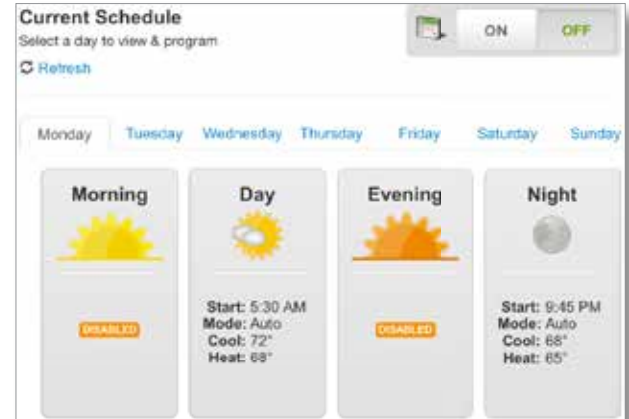 Current Schedule
Select a day to view & program
Refresh
ON OFF
Monday Tuesday Wednesday Thursday Friday Saturday Sunday
Morning
DISABLED
Day
Start: 5:30 AM
Mode: Auto
Cool: 72°
Heat: 68°
Evening
DISABLED
Night
Start: 9:45 PM
Mode: Auto
Cool: 68°
Heat: 65°